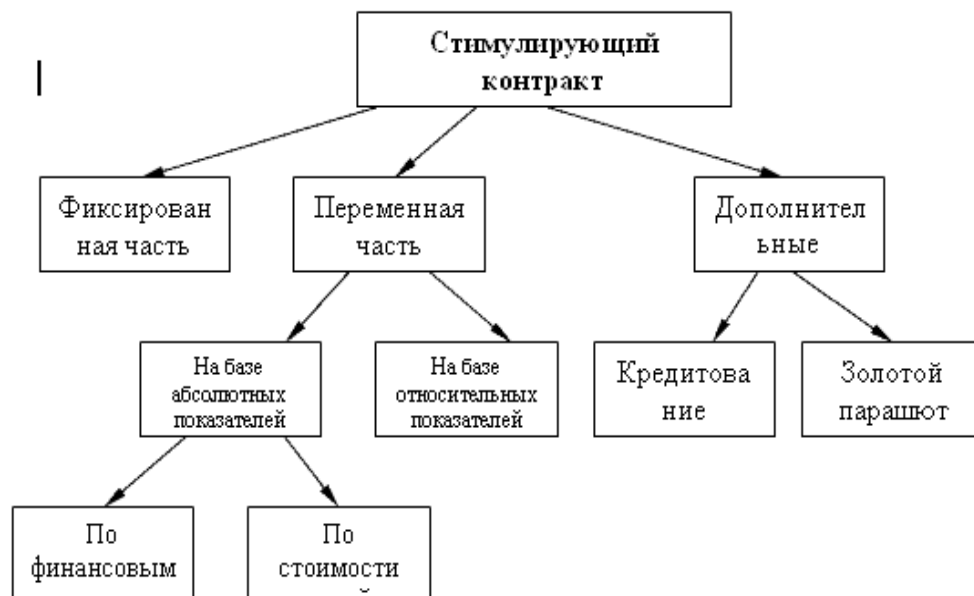 Стимулирующий
контракт
Фиксирован
ная часть
Переменная
часть
Дополнител
ьные
На базе
абсолютных
показателей
На базе
относительных
показателей
Кредитова
ние
Золотой
парашют
По
финансовым
По
стоимости